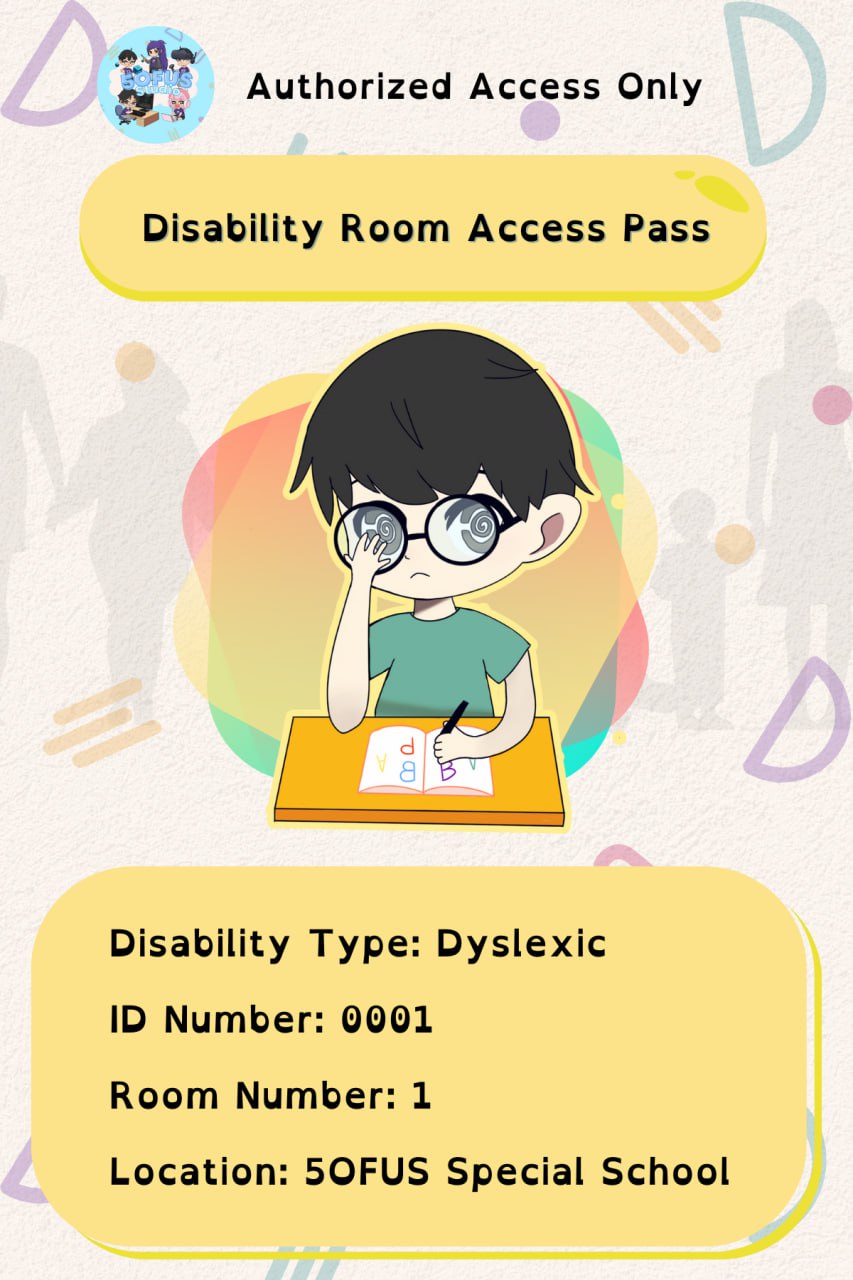 5OFUS
Studio
Authorized Access Only
Disability Room Access Pass
d
A
B
B
A
Disability Type: Dyslexic
ID Number: 0001
Room Number: 1
Location: 5OFUS Special School